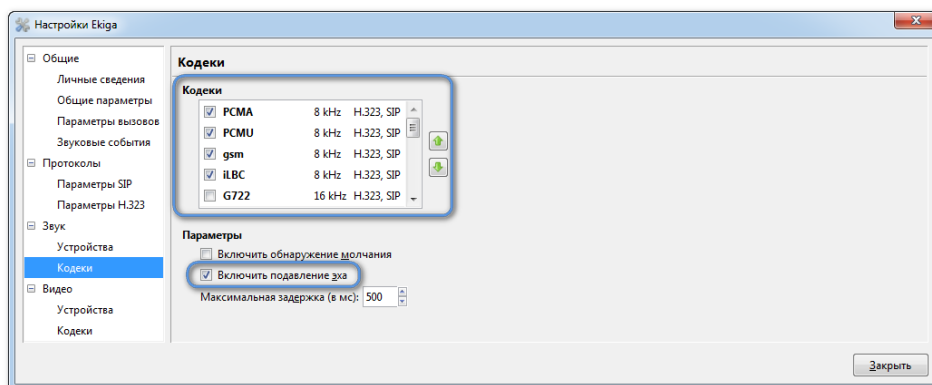 Настройки Ekiga
Общие
Личные сведения
Общие параметры
Параметры вызовов
Звуковые события
Протоколы
Параметры SIP
Параметры H.323
Звук
Устройства
Кодеки
Видео
Устройства
Кодеки
Кодеки
Кодеки
PCMA 8 kHz H.323, SIP
PCMU 8 kHz H.323, SIP
gsm 8 kHz H.323, SIP
iLBC 8 kHz H.323, SIP
G722 16 kHz H.323, SIP
Параметры
Включить обнаружение молчания
Включить подавление эха
Максимальная задержка (в мс): 500
Закрыть